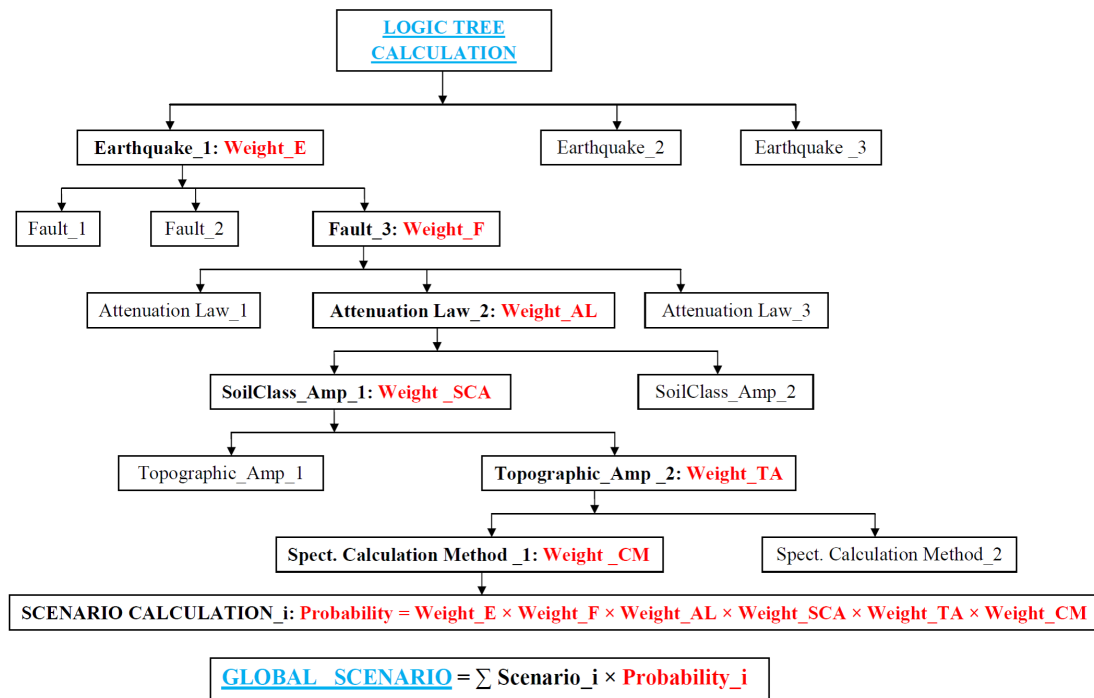 LOGIC TREE
CALCULATION
Earthquake_1: Weight_E
Earthquake_2
Earthquake _3
Fault_1
Fault_2
Fault_3: Weight_F
Attenuation Law_1
Attenuation Law_2: Weight_AL
Attenuation Law_3
SoilClass_Amp_1: Weight _SCA
SoilClass_Amp_2
Topographic_Amp_1
Topographic_Amp _2: Weight_TA
Spect. Calculation Method _1: Weight _CM
Spect. Calculation Method_2
SCENARIO CALCULATION_i: Probability = Weight_E × Weight_F × Weight_AL × Weight_SCA × Weight_TA × Weight_CM
GLOBAL_SCENARIO = ∑ Scenario_i × Probability_i